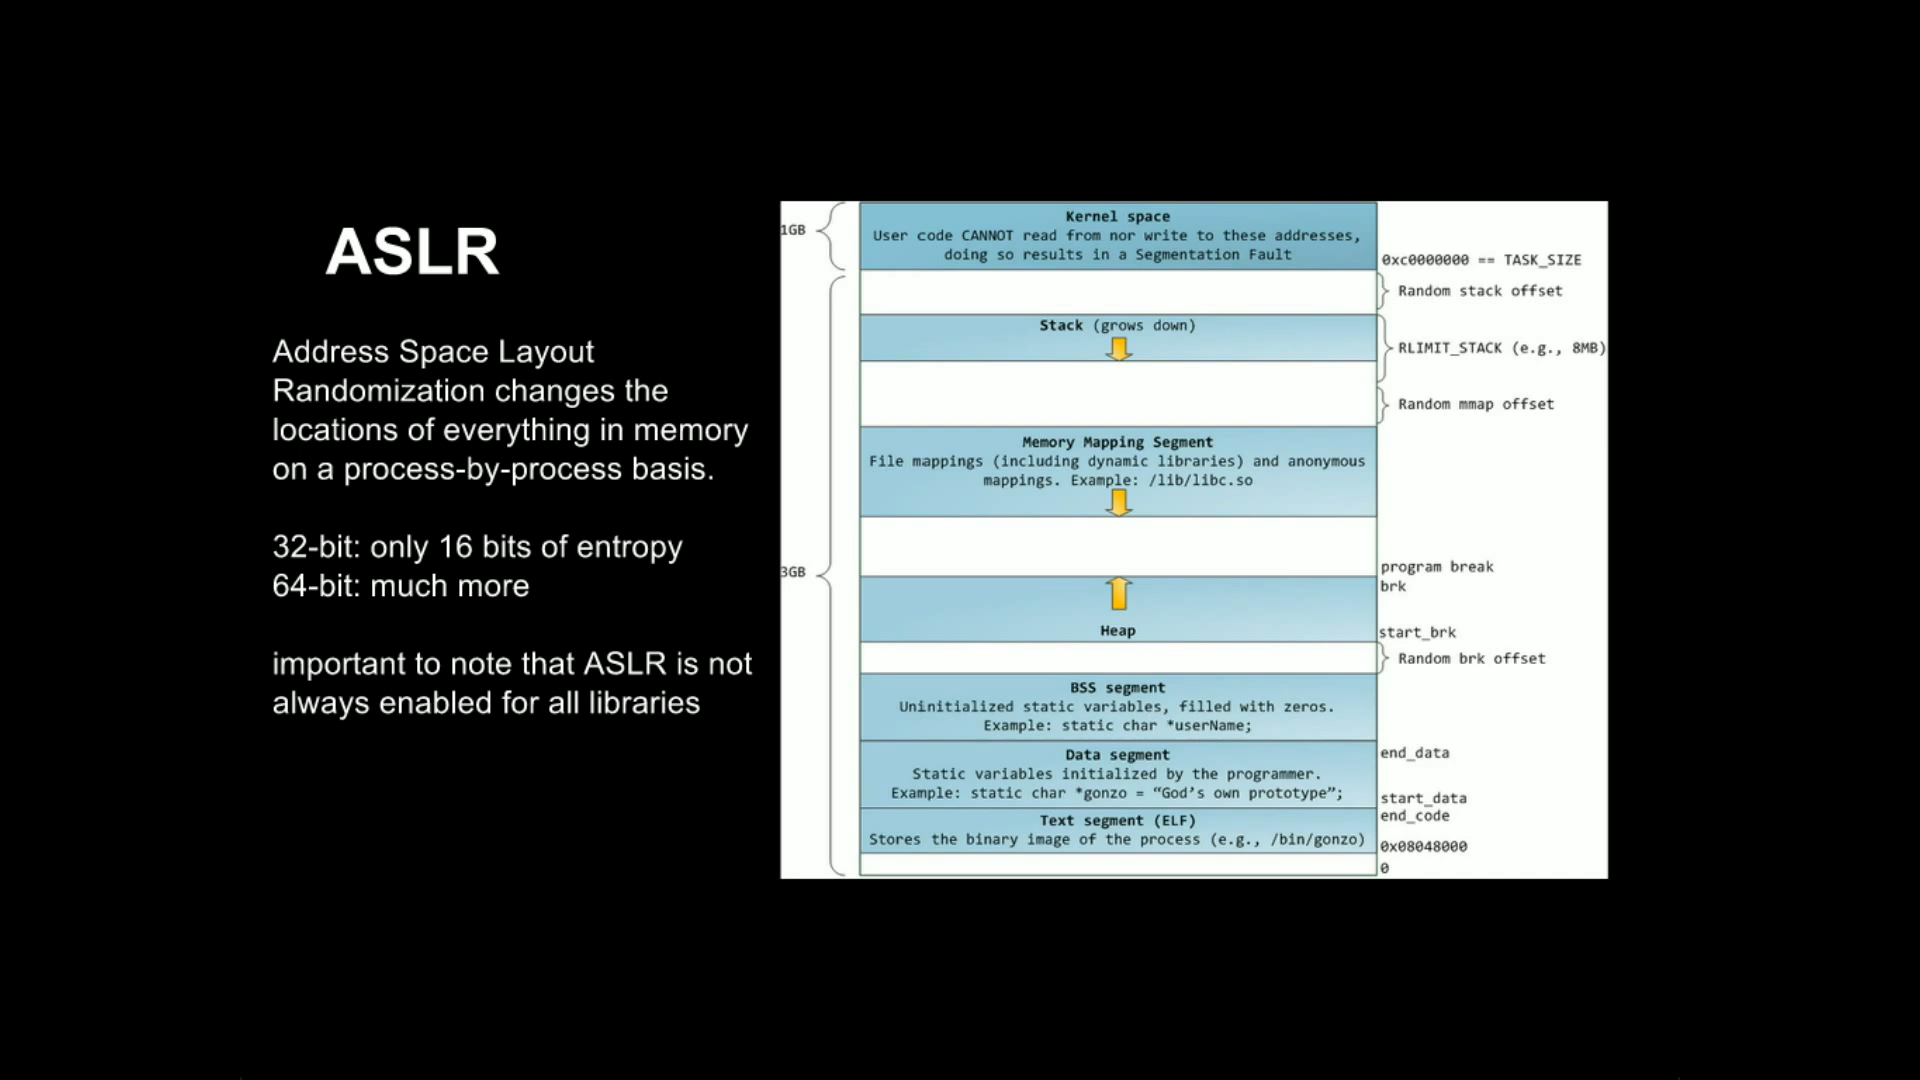 ASLR
Address Space Layout
Randomization changes the
locations of everything in memory
on a process-by-process basis.
32-bit: only 16 bits of entropy
64-bit: much more
important to note that ASLR is not
always enabled for all libraries
1GB
Kernel space
User code CANNOT read from nor write to these addresses,
doing so results in a Segmentation Fault
0xc0000000 == TASK_SIZE
Random stack offset
Stack (grows down)
RLIMIT_STACK (e.g., 8MB)
Random mmap offset
Memory Mapping Segment
File mappings (including dynamic libraries) and anonymous
mappings. Example: /lib/libc.so
3GB
program break
brk
Heap
start_brk
Random brk offset
BSS segment
Uninitialized static variables, filled with zeros.
Example: static char *userName;
Data segment
Static variables initialized by the programmer.
Example: static char *gonzo = “God’s own prototype”;
end_data
start_data
end_code
Text segment (ELF)
Stores the binary image of the process (e.g., /bin/gonzo)
0x08048000
0